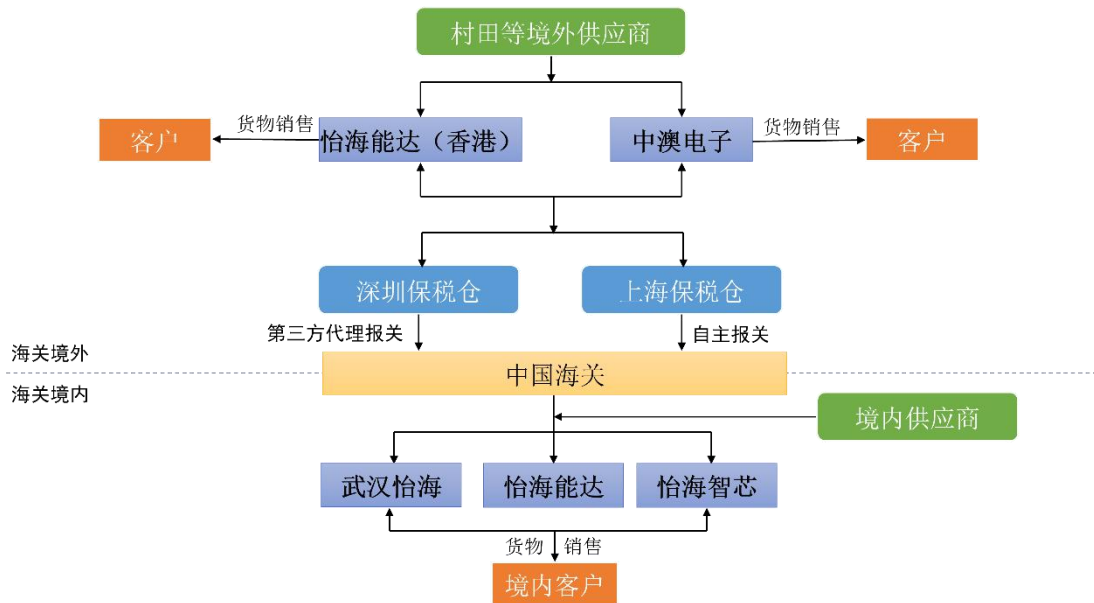 村田等境外供应商
货物销售
货物销售
客户
怡海能达（香港）
中澳电子
客户
深圳保税仓
上海保税仓
第三方代理报关
自主报关
海关境外
中国海关
海关境内
境内供应商
武汉怡海
怡海能达
怡海智芯
货物 销售
境内客户